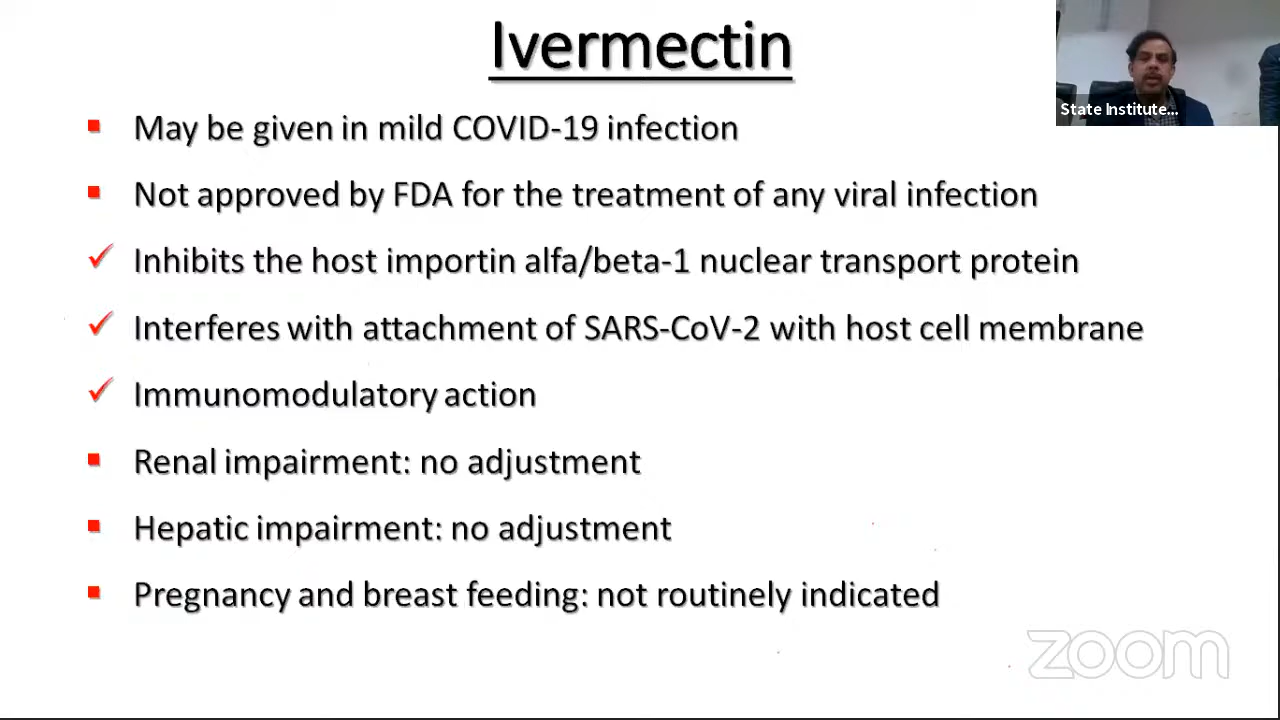 Ivermectin
State Institute...
May be given in mild COVID-19 infection
Not approved by FDA for the treatment of any viral infection
Inhibits the host importin alfa/beta-1 nuclear transport protein
Interferes with attachment of SARS-CoV-2 with host cell membrane
Immunomodulatory action
Renal impairment: no adjustment
Hepatic impairment: no adjustment
Pregnancy and breast feeding: not routinely indicated
zoom